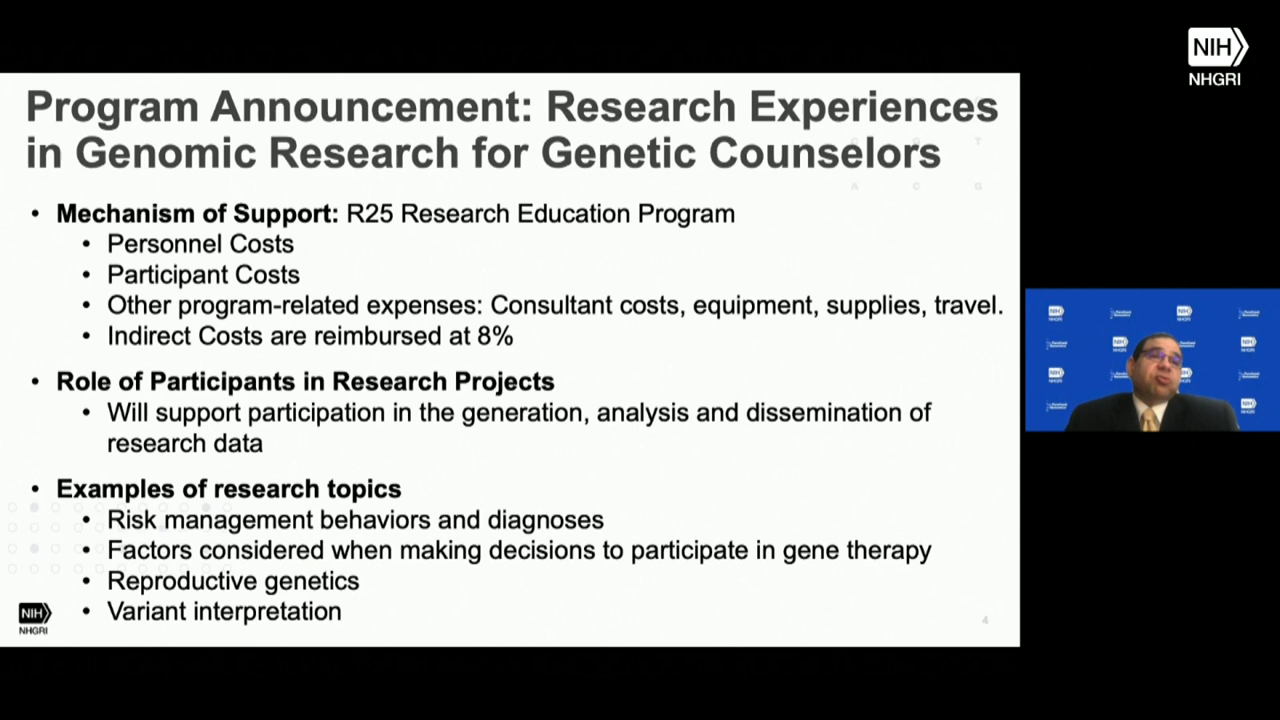 NIH
NHGRI
Program Announcement: Research Experiences
in Genomic Research for Genetic Counselors
• Mechanism of Support: R25 Research Education Program
• Personnel Costs
• Participant Costs
• Other program-related expenses: Consultant costs, equipment, supplies, travel.
• Indirect Costs are reimbursed at 8%
• Role of Participants in Research Projects
• Will support participation in the generation, analysis and dissemination of
research data
• Examples of research topics
• Risk management behaviors and diagnoses
• Factors considered when making decisions to participate in gene therapy
• Reproductive genetics
• Variant interpretation
NIH
NHGRI
4